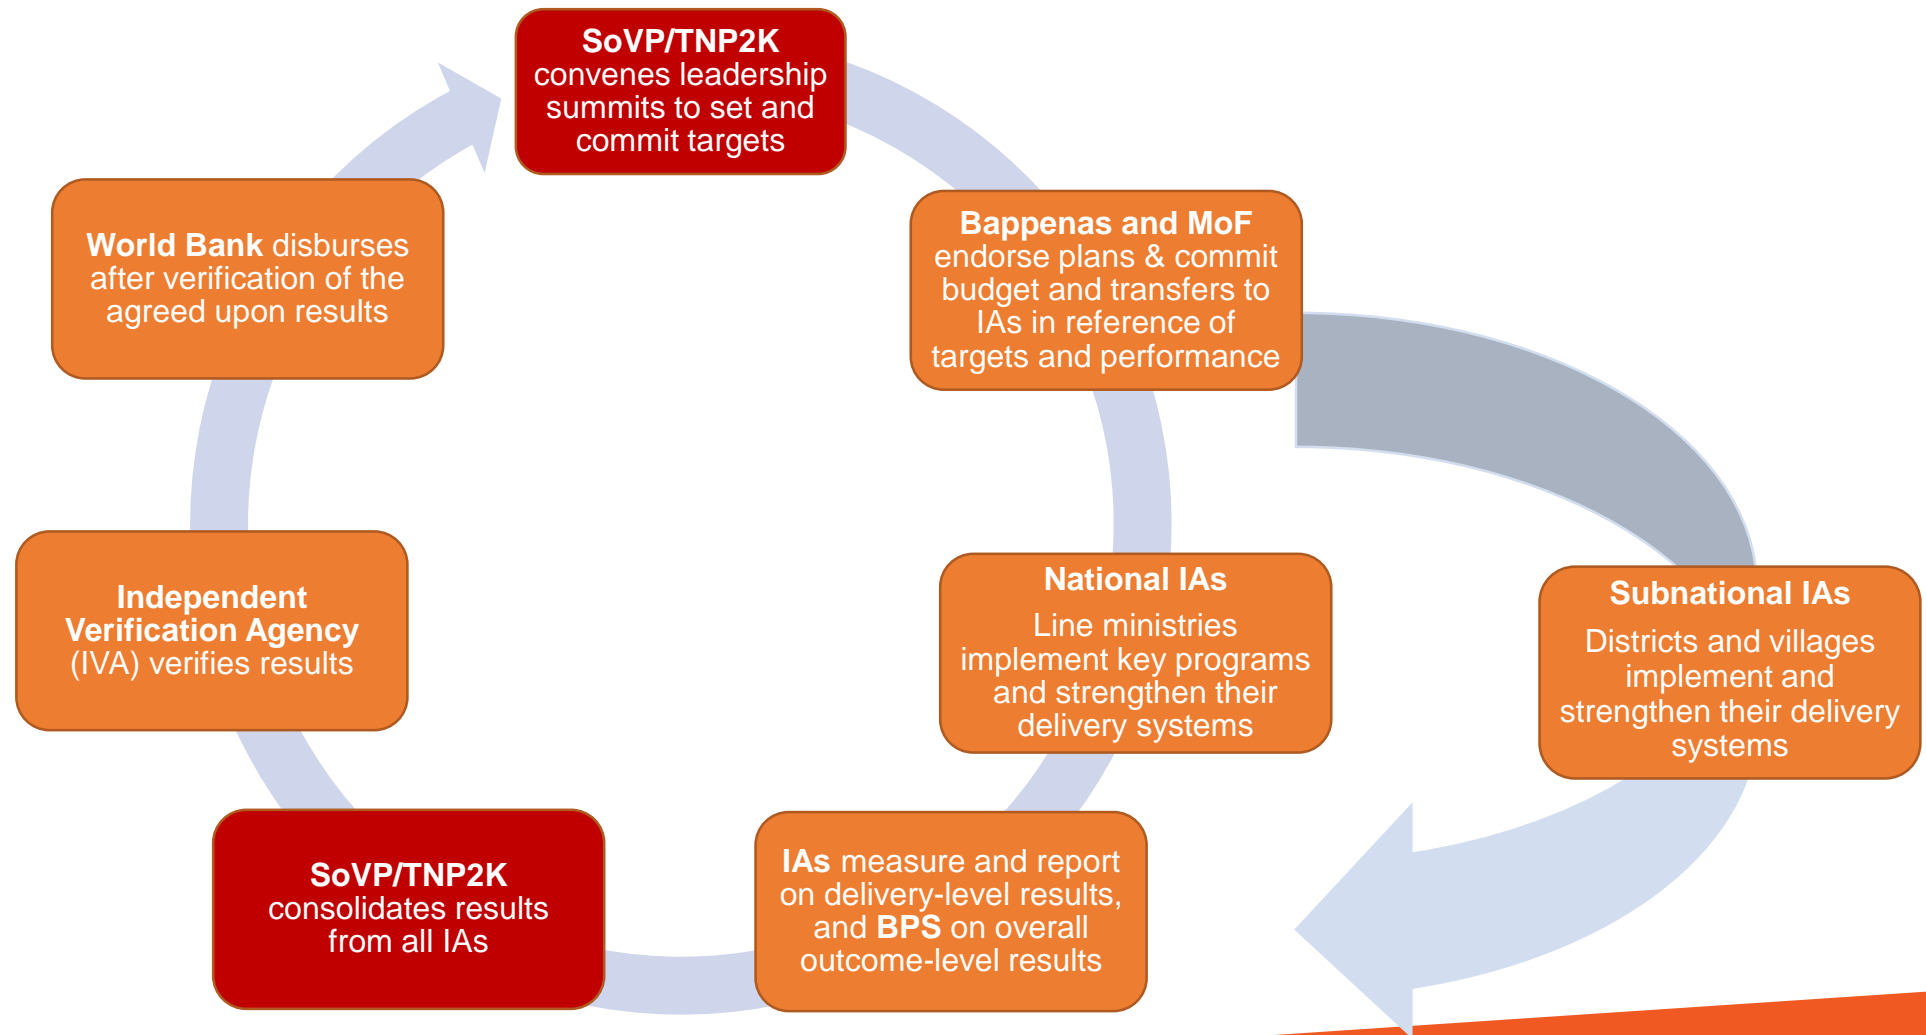 SoVP/TNP2K
convenes leadership
summits to set and
commit targets
Bappenas and MoF
endorse plans & commit
budget and transfers to
IAs in reference of
targets and performance
National IAs
Line ministries
implement key programs
and strengthen their
delivery systems
Subnational IAs
Districts and villages
implement and
strengthen their delivery
systems
IAs measure and report
on delivery-level results,
and BPS on overall
outcome-level results
SoVP/TNP2K
consolidates results
from all IAs
Independent
Verification Agency
(IVA) verifies results
World Bank disburses
after verification of the
agreed upon results